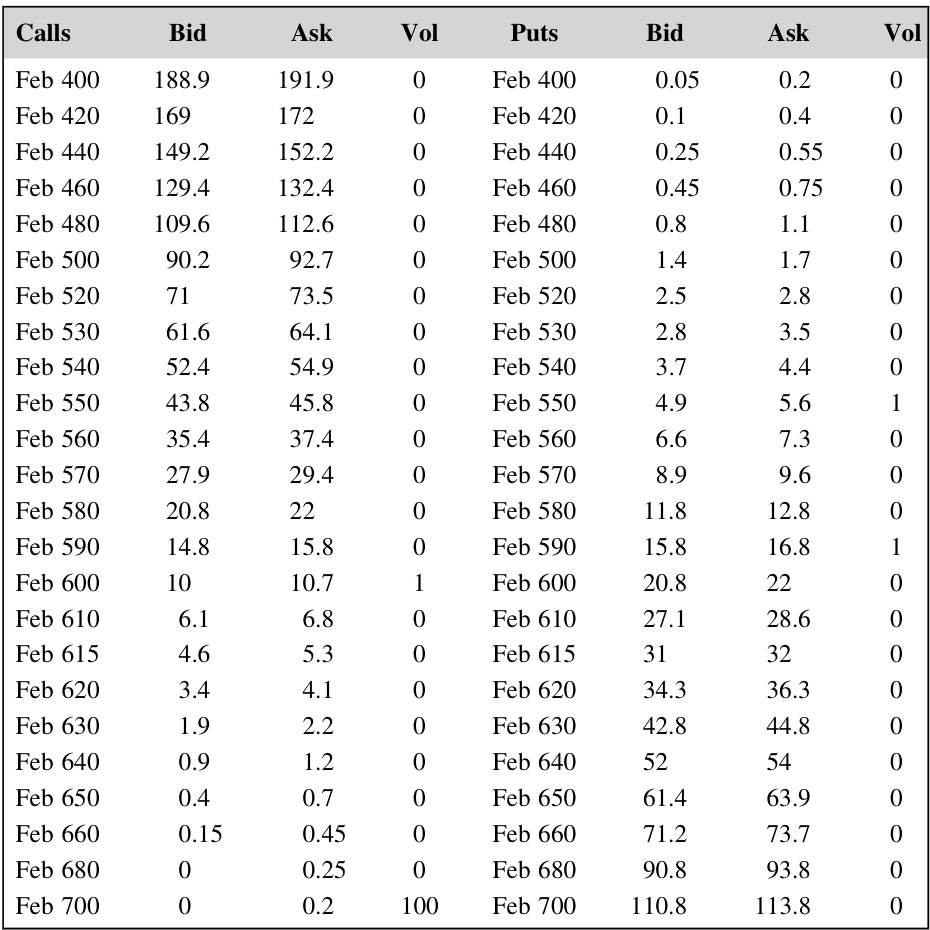 Calls Bid Ask Vol Puts Bid Ask Vol
Feb 400 188.9 191.9 0 Feb 400 0.05 0.2 0
Feb 420 169 172 0 Feb 420 0.1 0.4 0
Feb 440 149.2 152.2 0 Feb 440 0.25 0.55 0
Feb 460 129.4 132.4 0 Feb 460 0.45 0.75 0
Feb 480 109.6 112.6 0 Feb 480 0.8 1.1 0
Feb 500 90.2 92.7 0 Feb 500 1.4 1.7 0
Feb 520 71 73.5 0 Feb 520 2.5 2.8 0
Feb 530 61.6 64.1 0 Feb 530 2.8 3.5 0
Feb 540 52.4 54.9 0 Feb 540 3.7 4.4 0
Feb 550 43.8 45.8 0 Feb 550 4.9 5.6 1
Feb 560 35.4 37.4 0 Feb 560 6.6 7.3 0
Feb 570 27.9 29.4 0 Feb 570 8.9 9.6 0
Feb 580 20.8 22 0 Feb 580 11.8 12.8 0
Feb 590 14.8 15.8 0 Feb 590 15.8 16.8 1
Feb 600 10 10.7 1 Feb 600 20.8 22 0
Feb 610 6.1 6.8 0 Feb 610 27.1 28.6 0
Feb 615 4.6 5.3 0 Feb 615 31 32 0
Feb 620 3.4 4.1 0 Feb 620 34.3 36.3 0
Feb 630 1.9 2.2 0 Feb 630 42.8 44.8 0
Feb 640 0.9 1.2 0 Feb 640 52 54 0
Feb 650 0.4 0.7 0 Feb 650 61.4 63.9 0
Feb 660 0.15 0.45 0 Feb 660 71.2 73.7 0
Feb 680 0 0.25 0 Feb 680 90.8 93.8 0
Feb 700 0 0.2 100 Feb 700 110.8 113.8 0